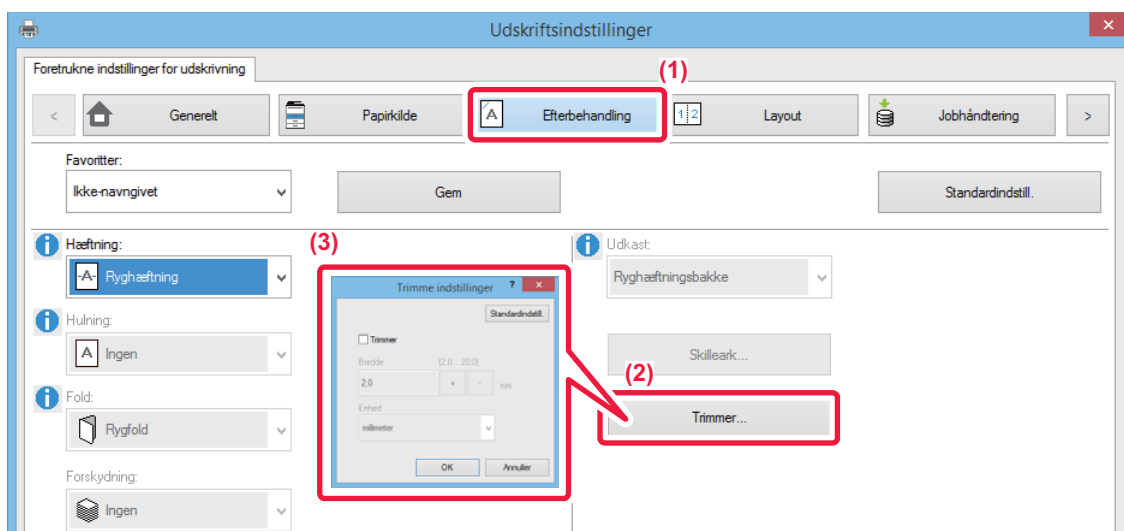 Udskriftsindstillinger
Foretrukne indstillinger for udskrivning
(1)
< Generelt Papirkilde A Efterbehandling 1 2 Layout Jobhåndtering >
Favoritter:
Ikke-navngivet Gem Standardindstill.
Hæftning:
-A- Ryghæftning
Hulning:
A Ingen
Fold:
Rygfold
Forskydning:
Ingen
(3)
Trimme indstillinger ?
Standardindstill.
Trimmer
Bredde: [2.0 .. 20.0]
2,0 + - mm
Enhed:
millimeter
OK Annuller
Udkast:
Ryghæftningsbakke
Skilleark...
(2)
Trimmer...